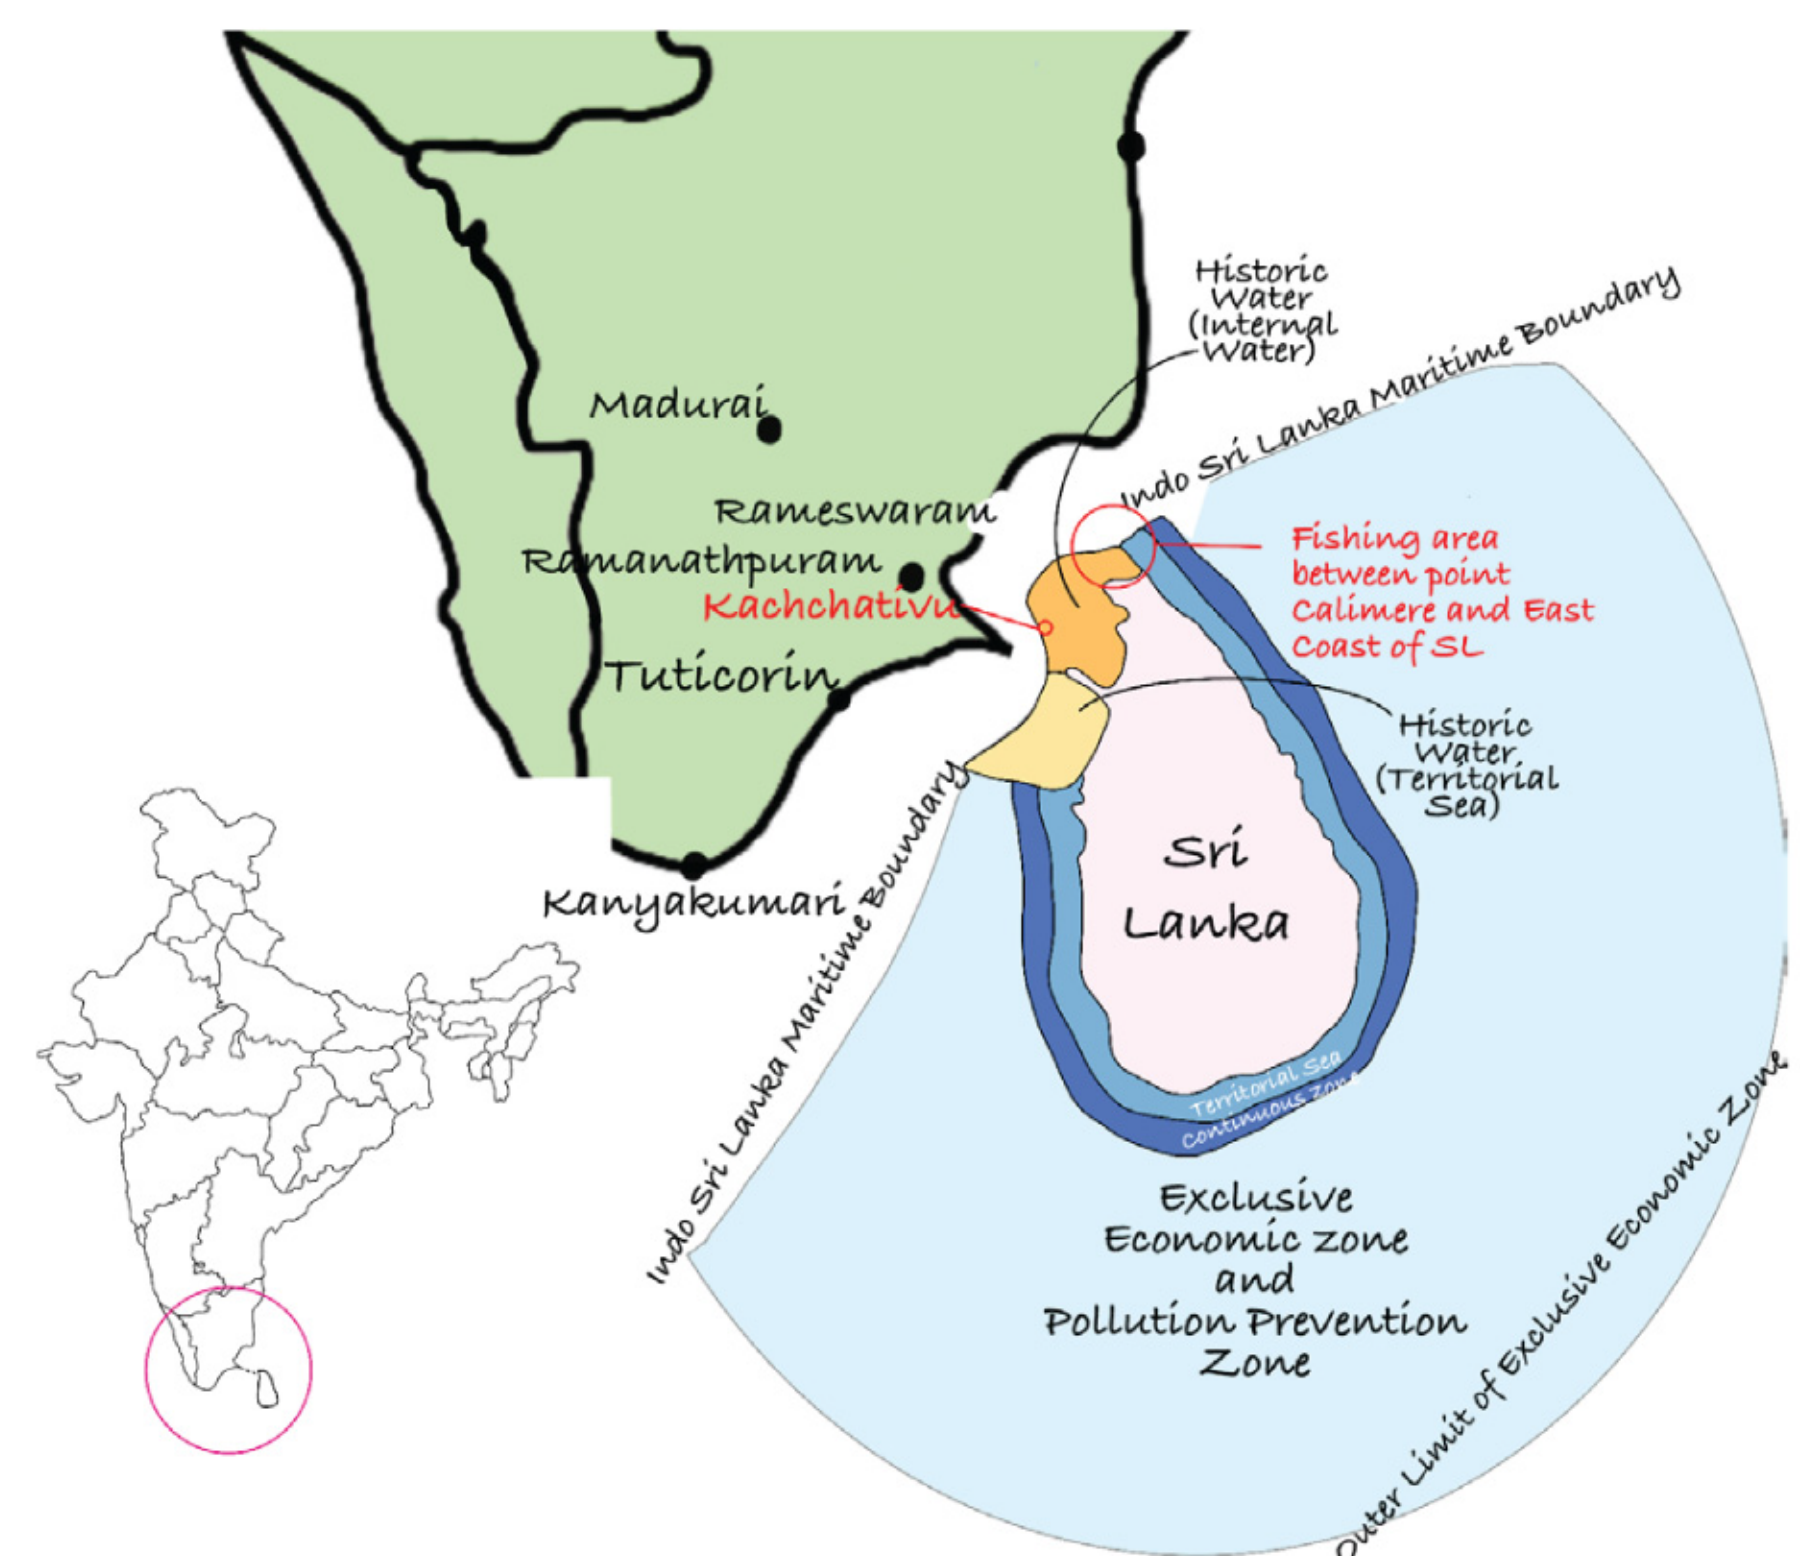 Historic
Water
(Internal
Water)
Indo Sri Lanka Maritime Boundary
Madurai
Rameswaram
Ramanathpuram
Kachchativu
Fishing area
between point
Calimere and East
Coast of SL
Tuticorin
Historic
Water
(Territorial
Sea)
Sri
Lanka
Kanyakumari
Indo Sri Lanka Maritime Boundary
Territorial Sea
Continuous zone
Exclusive
Economic zone
and
Pollution Prevention
Zone
Outer Limit of Exclusive Economic Zone